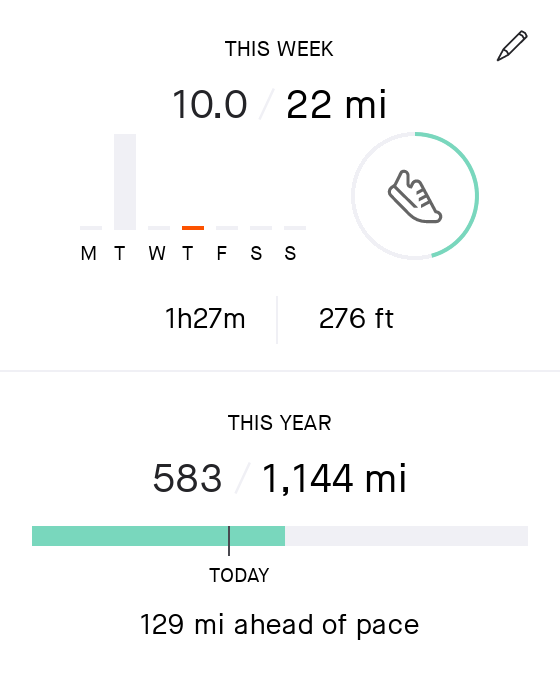 THIS WEEK
10.0 / 22 mi
M T W T F S S
1h27m 276 ft
THIS YEAR
583 / 1,144 mi
TODAY
129 mi ahead of pace